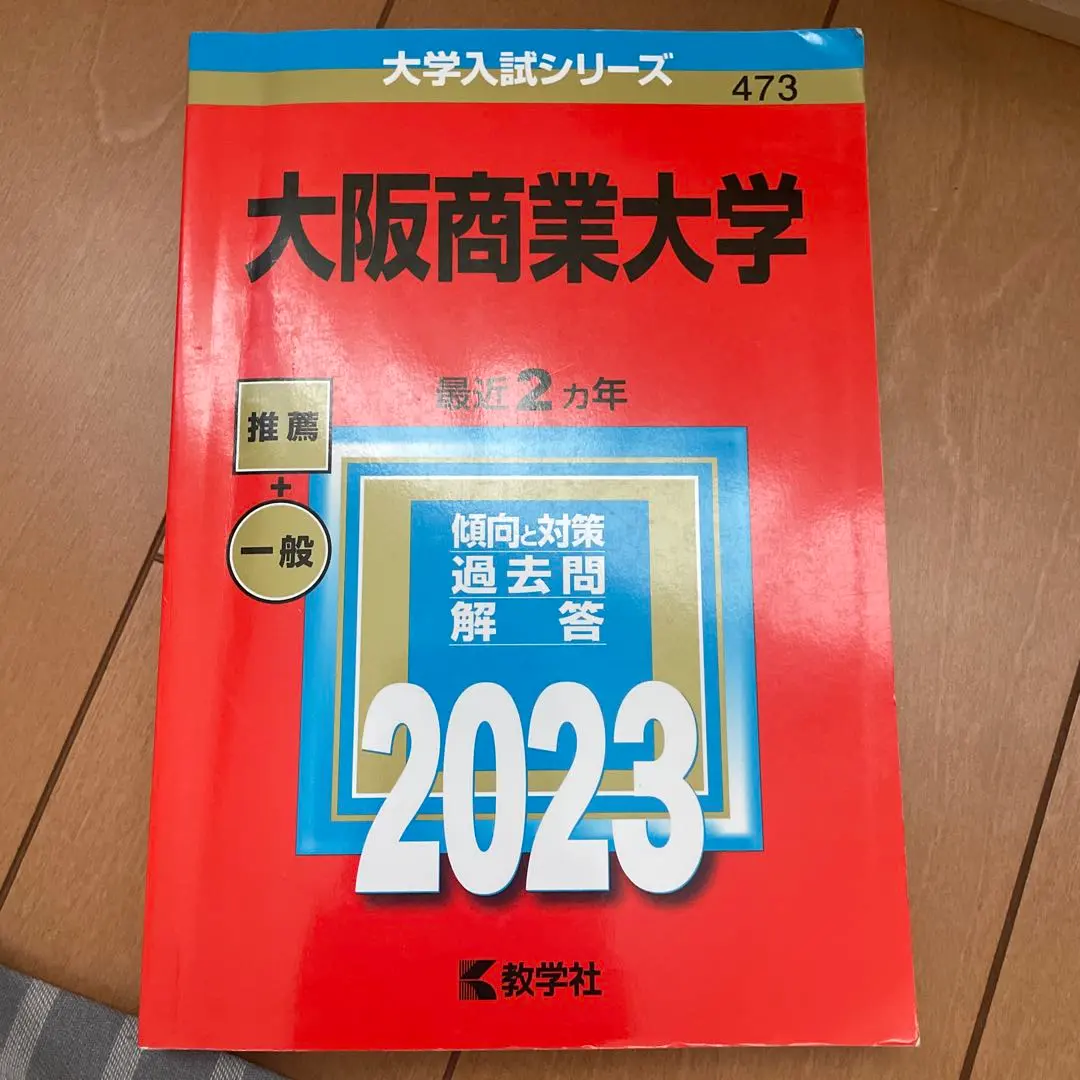 大学入試シリーズ
473
大阪商業大学
最近2ヵ年
推薦
+
一般
傾向と対策
過去問
解答
2023
教学社